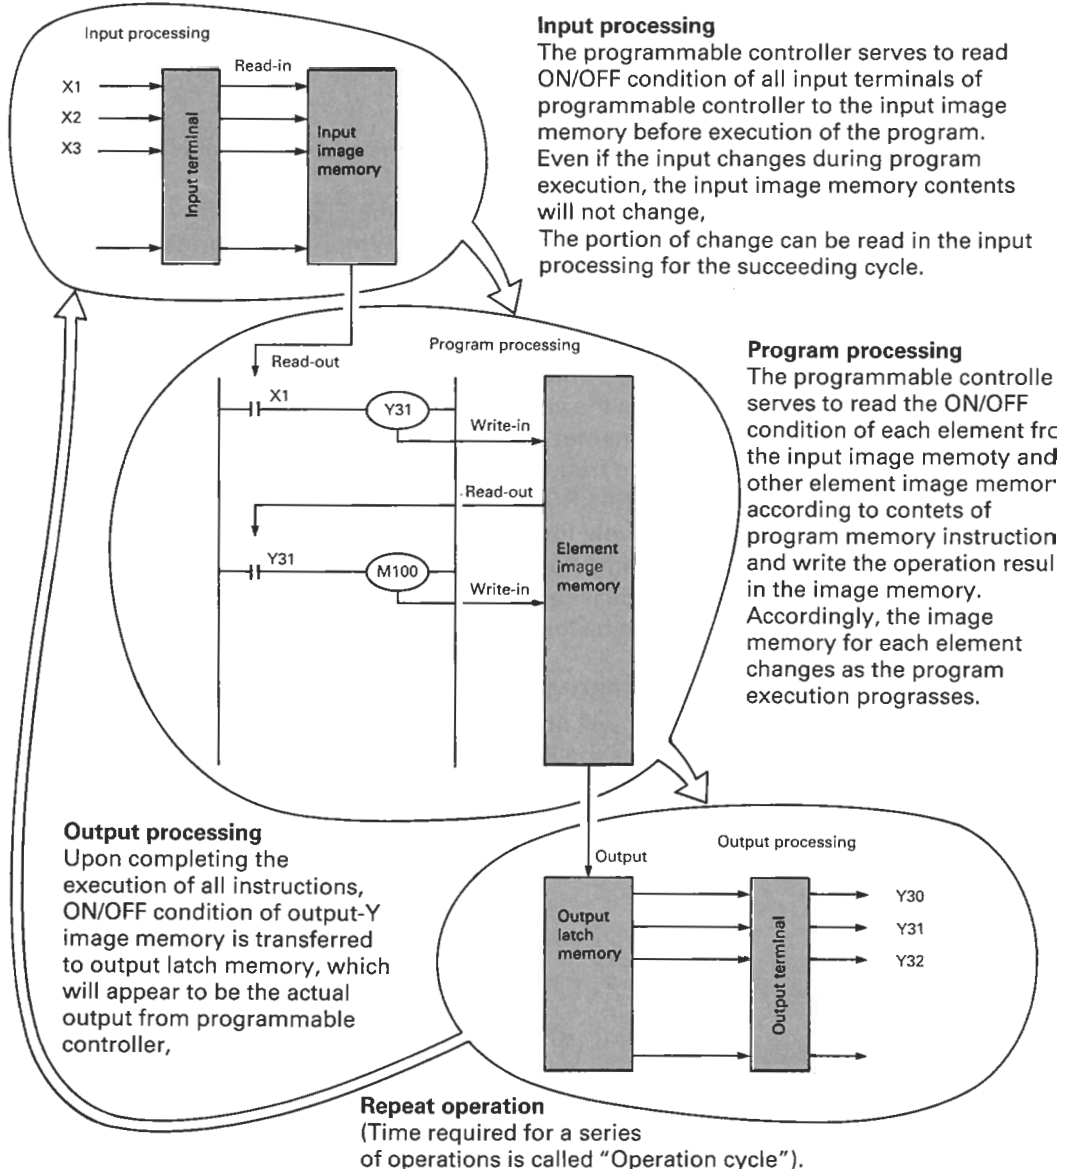 Input processing
X1
X2
X3
Read-in
Input terminal
Input
image
memory
Input processing
The programmable controller serves to read
ON/OFF condition of all input terminals of
programmable controller to the input image
memory before execution of the program.
Even if the input changes during program
execution, the input image memory contents
will not change,
The portion of change can be read in the input
processing for the succeeding cycle.
Program processing
Read-out
X1
Y31
Write-in
Read-out
Y31
M100
Write-in
Element
image
memory
Program processing
The programmable controlle
serves to read the ON/OFF
condition of each element frc
the input image memoty and
other element image memor
according to contets of
program memory instruction
and write the operation resul
in the image memory.
Accordingly, the image
memory for each element
changes as the program
execution prograsses.
Output processing
Upon completing the
execution of all instructions,
ON/OFF condition of output-Y
image memory is transferred
to output latch memory, which
will appear to be the actual
output from programmable
controller,
Output processing
Output
Output
latch
memory
Output terminal
Y30
Y31
Y32
Repeat operation
(Time required for a series
of operations is called "Operation cycle").